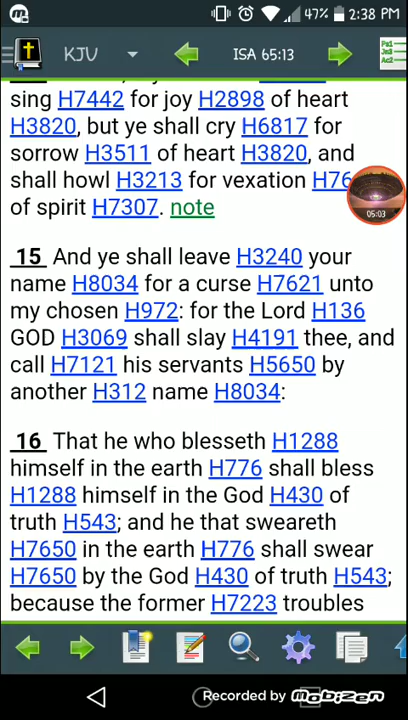 47% 2:38 PM
KJV ISA 65:13 Ps1
Je5
Ac2
sing H7442 for joy H2898 of heart
H3820, but ye shall cry H6817 for
sorrow H3511 of heart H3820, and
shall howl H3213 for vexation H76
of spirit H7307. note
05:03
15 And ye shall leave H3240 your
name H8034 for a curse H7621 unto
my chosen H972: for the Lord H136
GOD H3069 shall slay H4191 thee, and
call H7121 his servants H5650 by
another H312 name H8034:
16 That he who blesseth H1288
himself in the earth H776 shall bless
H1288 himself in the God H430 of
truth H543; and he that sweareth
H7650 in the earth H776 shall swear
H7650 by the God H430 of truth H543;
because the former H7223 troubles
Recorded by mobizen